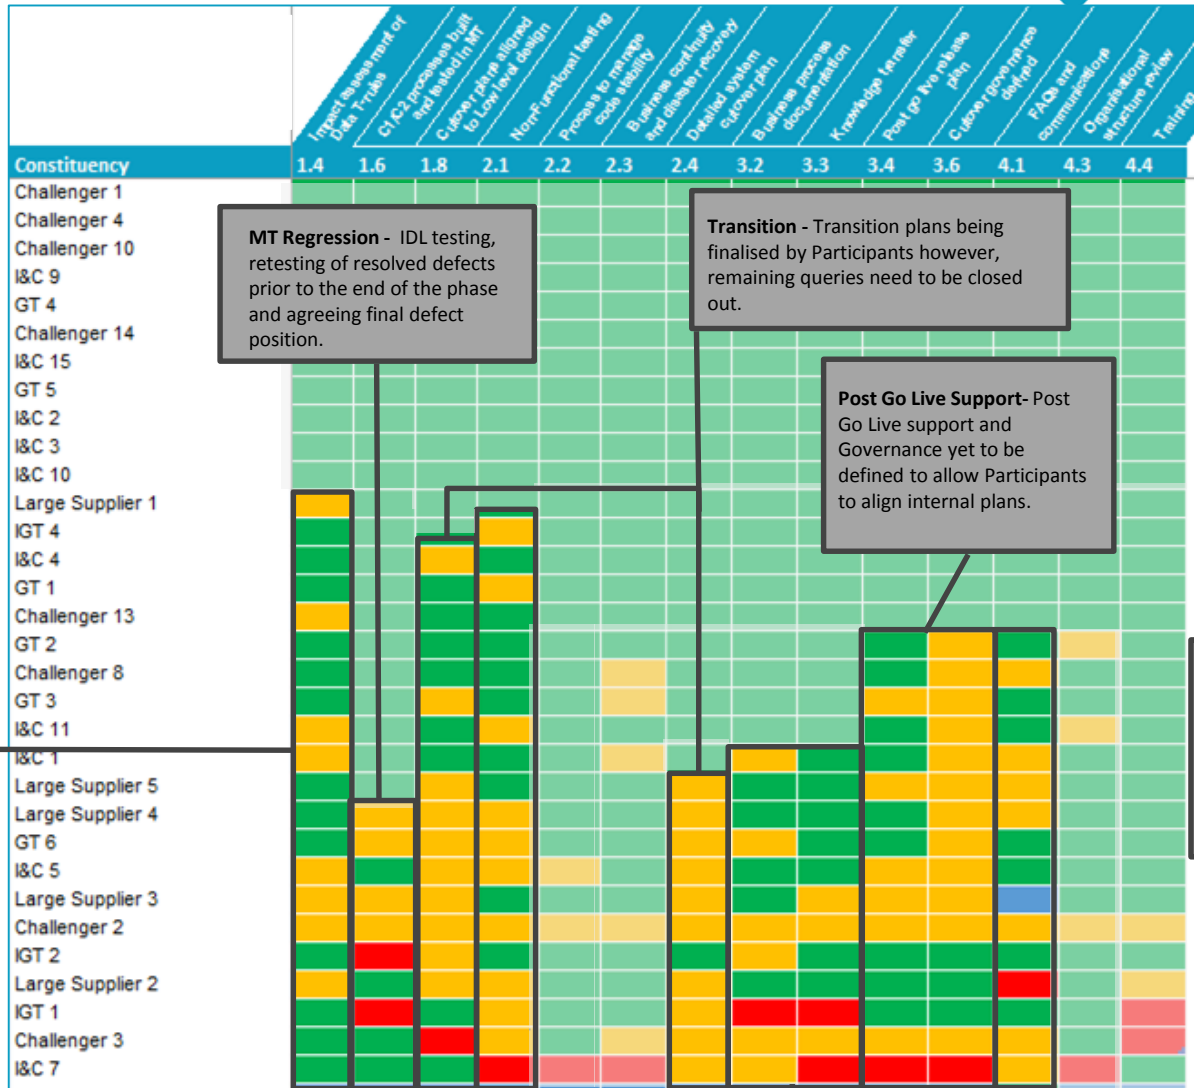 Impact assessment of
Data T-rules
C1/C2 processes built
and tested in MT
Cutover plans aligned
to Low level design
Non-Functional testing
Process to manage
code stability
Business continuity
and disaster recovery
Detailed system
cutover plan
Business process
documentation
Knowledge transfer
Post go live release
plan
Cutover governance
defined
FAQs and
communications
Organisational
structure review
Training
Constituency 1.4 1.6 1.8 2.1 2.2 2.3 2.4 3.2 3.3 3.4 3.6 4.1 4.3 4.4
Challenger 1
Challenger 4
Challenger 10
I&C 9
GT 4
Challenger 14
I&C 15
GT 5
I&C 2
I&C 3
I&C 10
Large Supplier 1
IGT 4
I&C 4
GT 1
Challenger 13
GT 2
Challenger 8
GT 3
I&C 11
I&C 1
Large Supplier 5
Large Supplier 4
GT 6
I&C 5
Large Supplier 3
Challenger 2
IGT 2
Large Supplier 2
IGT 1
Challenger 3
I&C 7
MT Regression - IDL testing,
retesting of resolved defects
prior to the end of the phase
and agreeing final defect
position.
Transition - Transition plans being
finalised by Participants however,
remaining queries need to be closed
out.
Post Go Live Support- Post
Go Live support and
Governance yet to be
defined to allow Participants
to align internal plans.